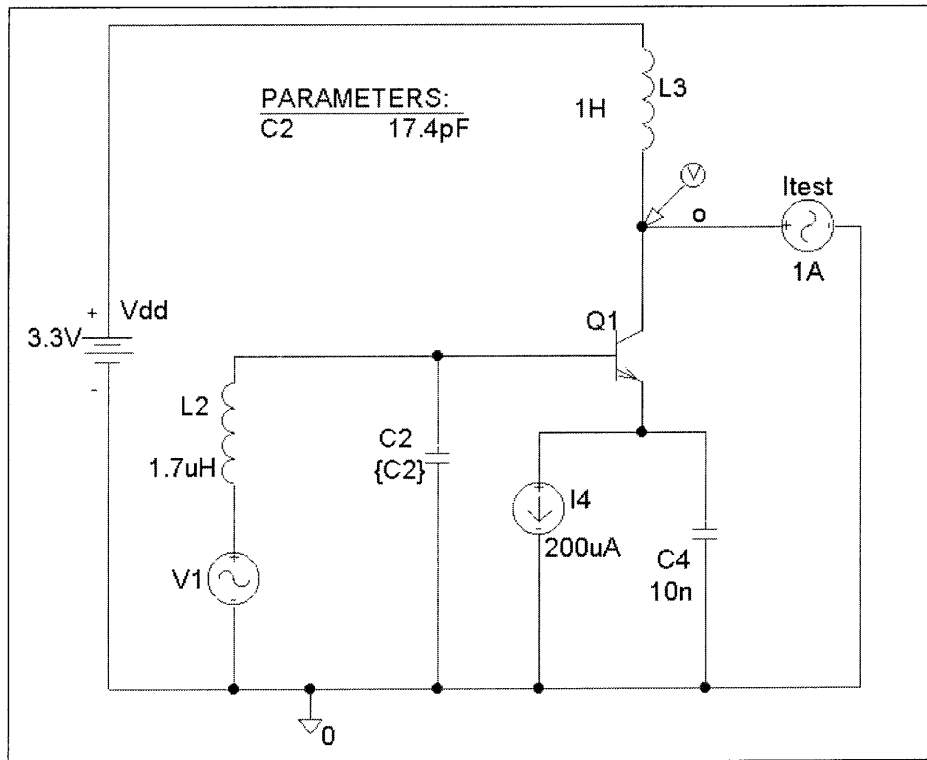 PARAMETERS:
C2 17.4pF
1H
L3
V
Itest
+ -
o
1A
+ Vdd
3.3V
-
Q1
L2
1.7uH
C2
{C2}
+
I4
-
200uA
C4
10n
+
V1
-
0